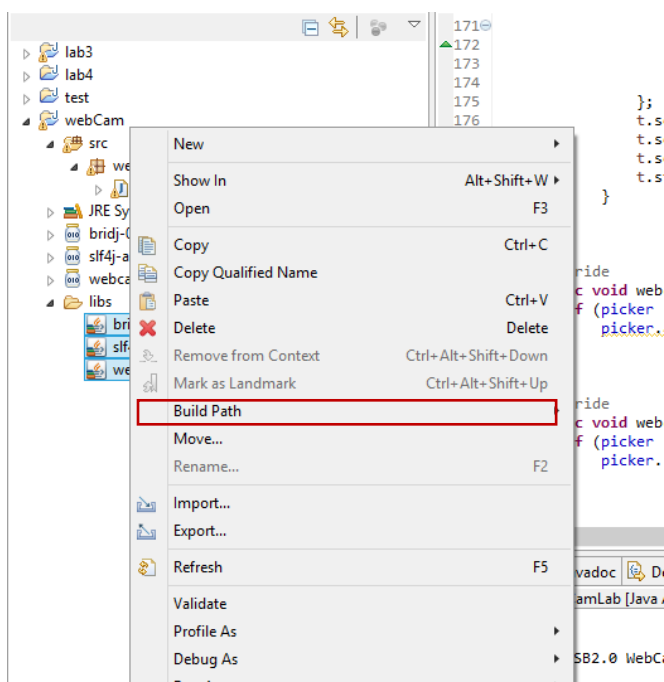 171
172
173
174
175
176
lab3
lab4
test
webCam
src
we
JRE Sy
bridj-0
slf4j-a
webca
libs
bri
slf-
we
New
Show In Alt+Shift+W
Open F3
Copy Ctrl+C
Copy Qualified Name
Paste Ctrl+V
Delete Delete
Remove from Context Ctrl+Alt+Shift+Down
Mark as Landmark Ctrl+Alt+Shift+Up
Build Path
Move...
Rename... F2
Import...
Export...
Refresh F5
Validate
Profile As
Debug As
};
t.s
t.s
t.s
t.s
}
ride
c void web
f (picker
picker.
ride
c void web
f (picker
picker.
vadoc De
amLab [Java
SB2.0 WebCa